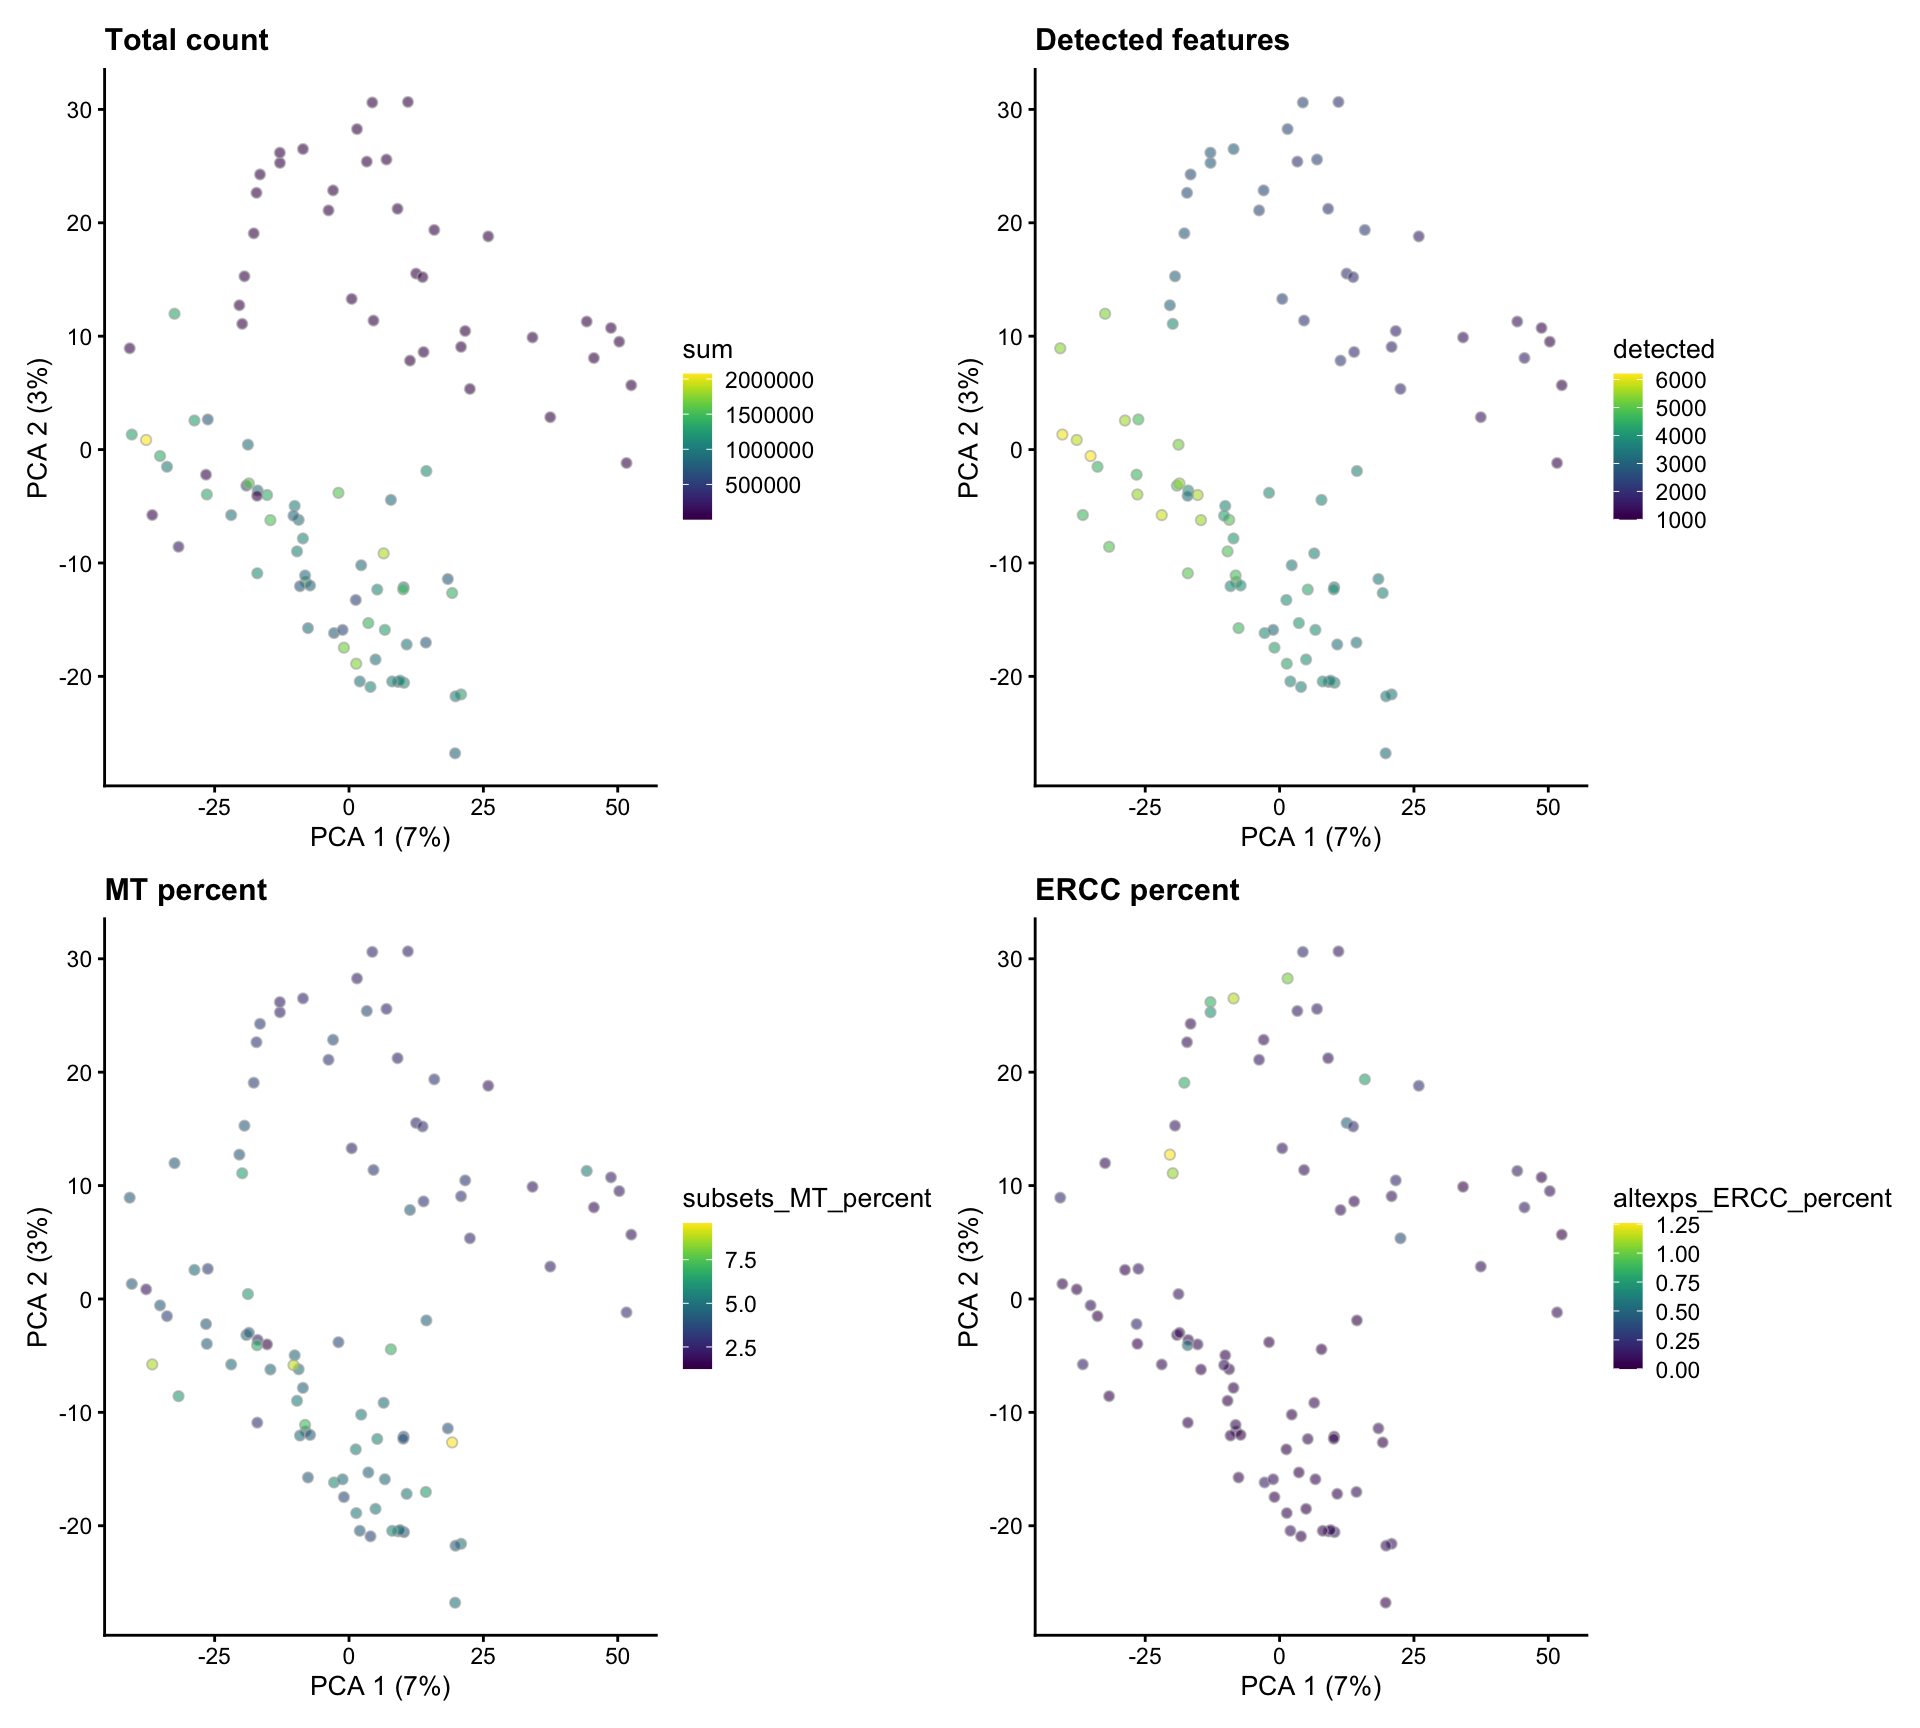 Total count
30
20
10
0
-10
-20
PCA 2 (3%)
-25 0 25 50
PCA 1 (7%)
sum
2000000
1500000
1000000
500000
Detected features
30
20
10
0
-10
-20
PCA 2 (3%)
-25 0 25 50
PCA 1 (7%)
detected
6000
5000
4000
3000
2000
1000
MT percent
30
20
10
0
-10
-20
PCA 2 (3%)
-25 0 25 50
PCA 1 (7%)
subsets_MT_percent
7.5
5.0
2.5
ERCC percent
30
20
10
0
-10
-20
PCA 2 (3%)
-25 0 25 50
PCA 1 (7%)
altexps_ERCC_percent
1.25
1.00
0.75
0.50
0.25
0.00